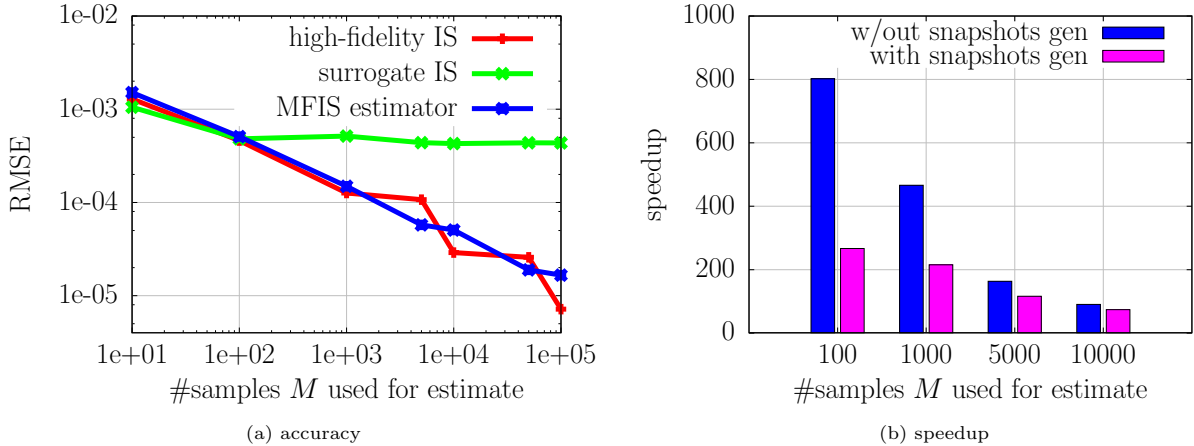 1e-02
1e-03
1e-04
1e-05
RMSE
high-fidelity IS
surrogate IS
MFIS estimator
1e+01 1e+02 1e+03 1e+04 1e+05
#samples M used for estimate
(a) accuracy
1000
800
600
400
200
0
speedup
w/out snapshots gen
with snapshots gen
100 1000 5000 10000
#samples M used for estimate
(b) speedup